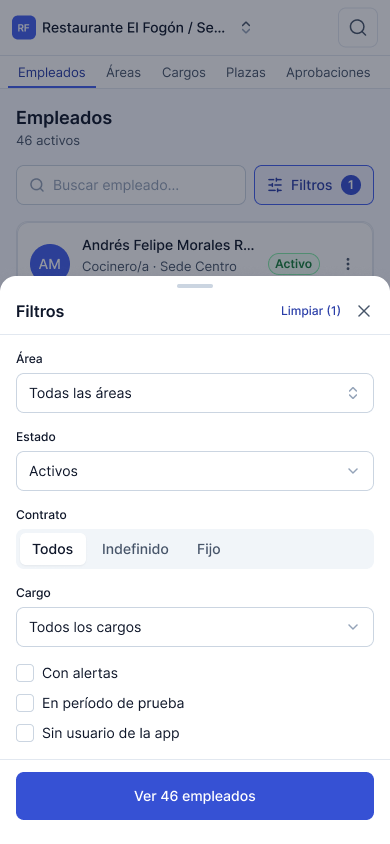 RF Restaurante El Fogón / Se...
Empleados Áreas Cargos Plazas Aprobaciones
Empleados
46 activos
Buscar empleado... Filtros 1
Andrés Felipe Morales R...
AM Cocinero/a · Sede Centro Activo
Filtros Limpiar (1)
Área
Todas las áreas
Estado
Activos
Contrato
Todos Indefinido Fijo
Cargo
Todos los cargos
Con alertas
En período de prueba
Sin usuario de la app
Ver 46 empleados